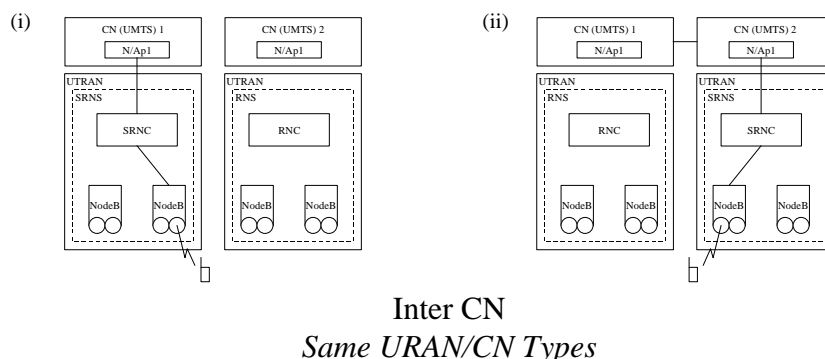 (i)
CN (UMTS) 1
N/Ap1
CN (UMTS) 2
N/Ap1
UTRAN
SRNS
SRNC
NodeB
NodeB
UTRAN
RNS
RNC
NodeB
NodeB
(ii)
CN (UMTS) 1
N/Ap1
CN (UMTS) 2
N/Ap1
UTRAN
RNS
RNC
NodeB
NodeB
UTRAN
SRNS
SRNC
NodeB
NodeB
Inter CN
Same URAN/CN Types